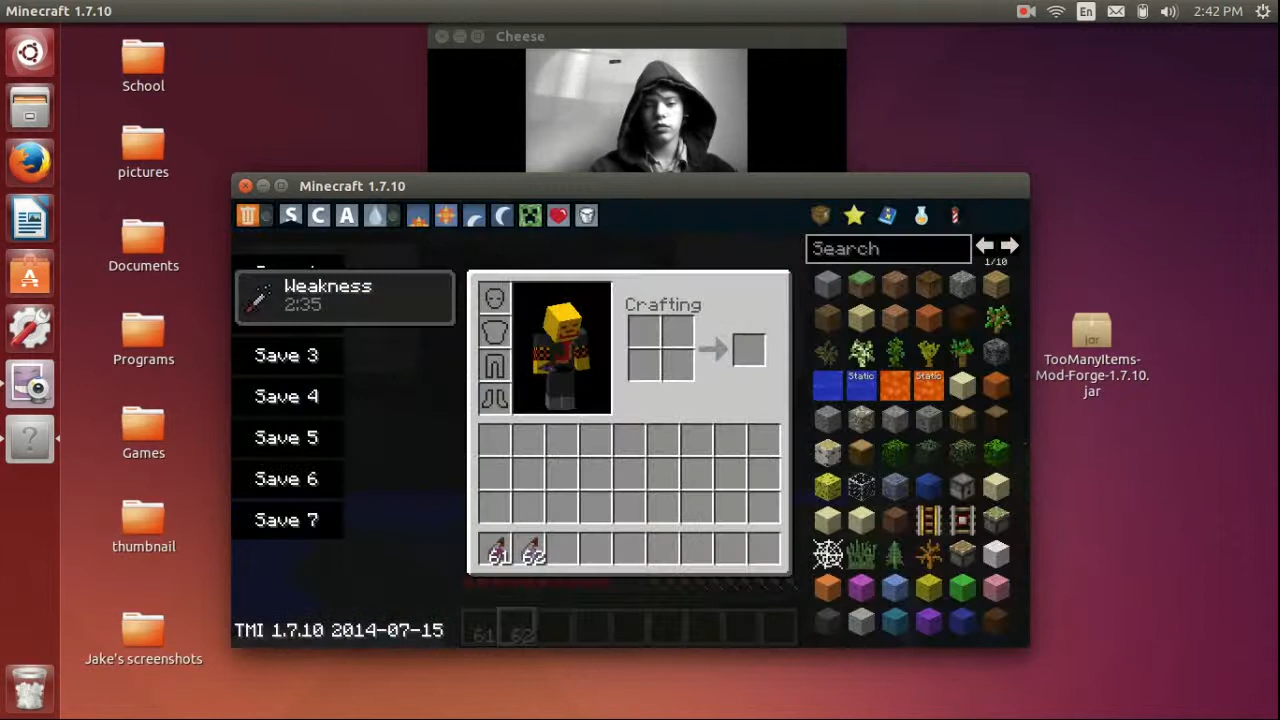 Minecraft 1.7.10
En
2:42 PM
School
pictures
Documents
Programs
Games
thumbnail
Jake's screenshots
Cheese
Minecraft 1.7.10
S
C
A
Search
1/10
Weakness
2:35
Save 3
Save 4
Save 5
Save 6
Save 7
Crafting
Static
Static
61
62
61
62
TMI 1.7.10 2014-07-15
jar
TooManyItems-
Mod-Forge-1.7.10.
jar